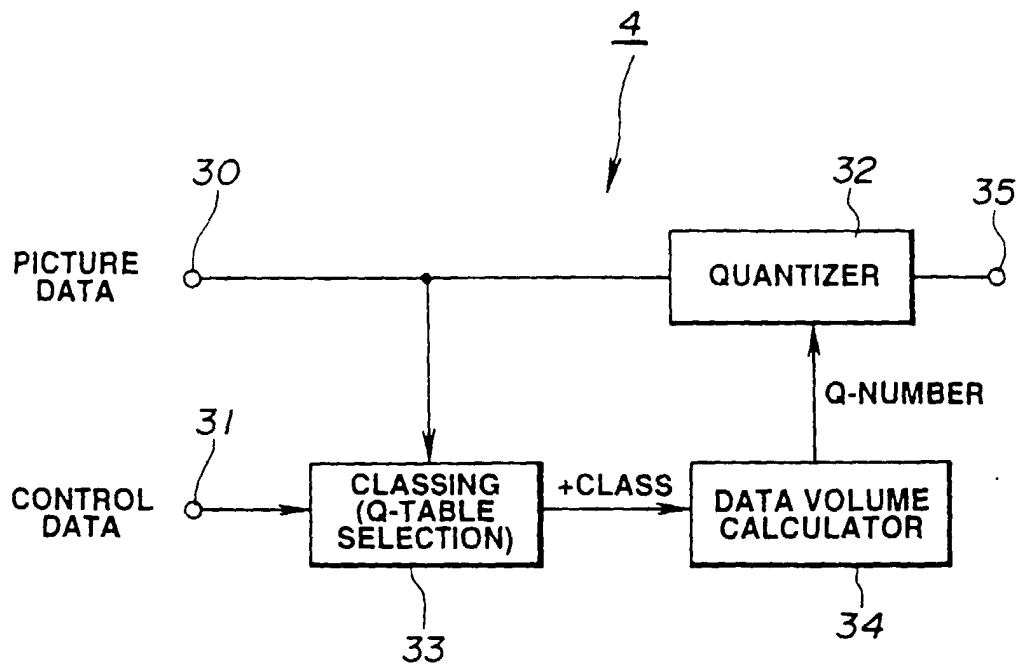 4
30
32
35
PICTURE
DATA
QUANTIZER
Q-NUMBER
31
CONTROL
DATA
CLASSING
(Q-TABLE
SELECTION)
+CLASS
DATA VOLUME
CALCULATOR
33
34